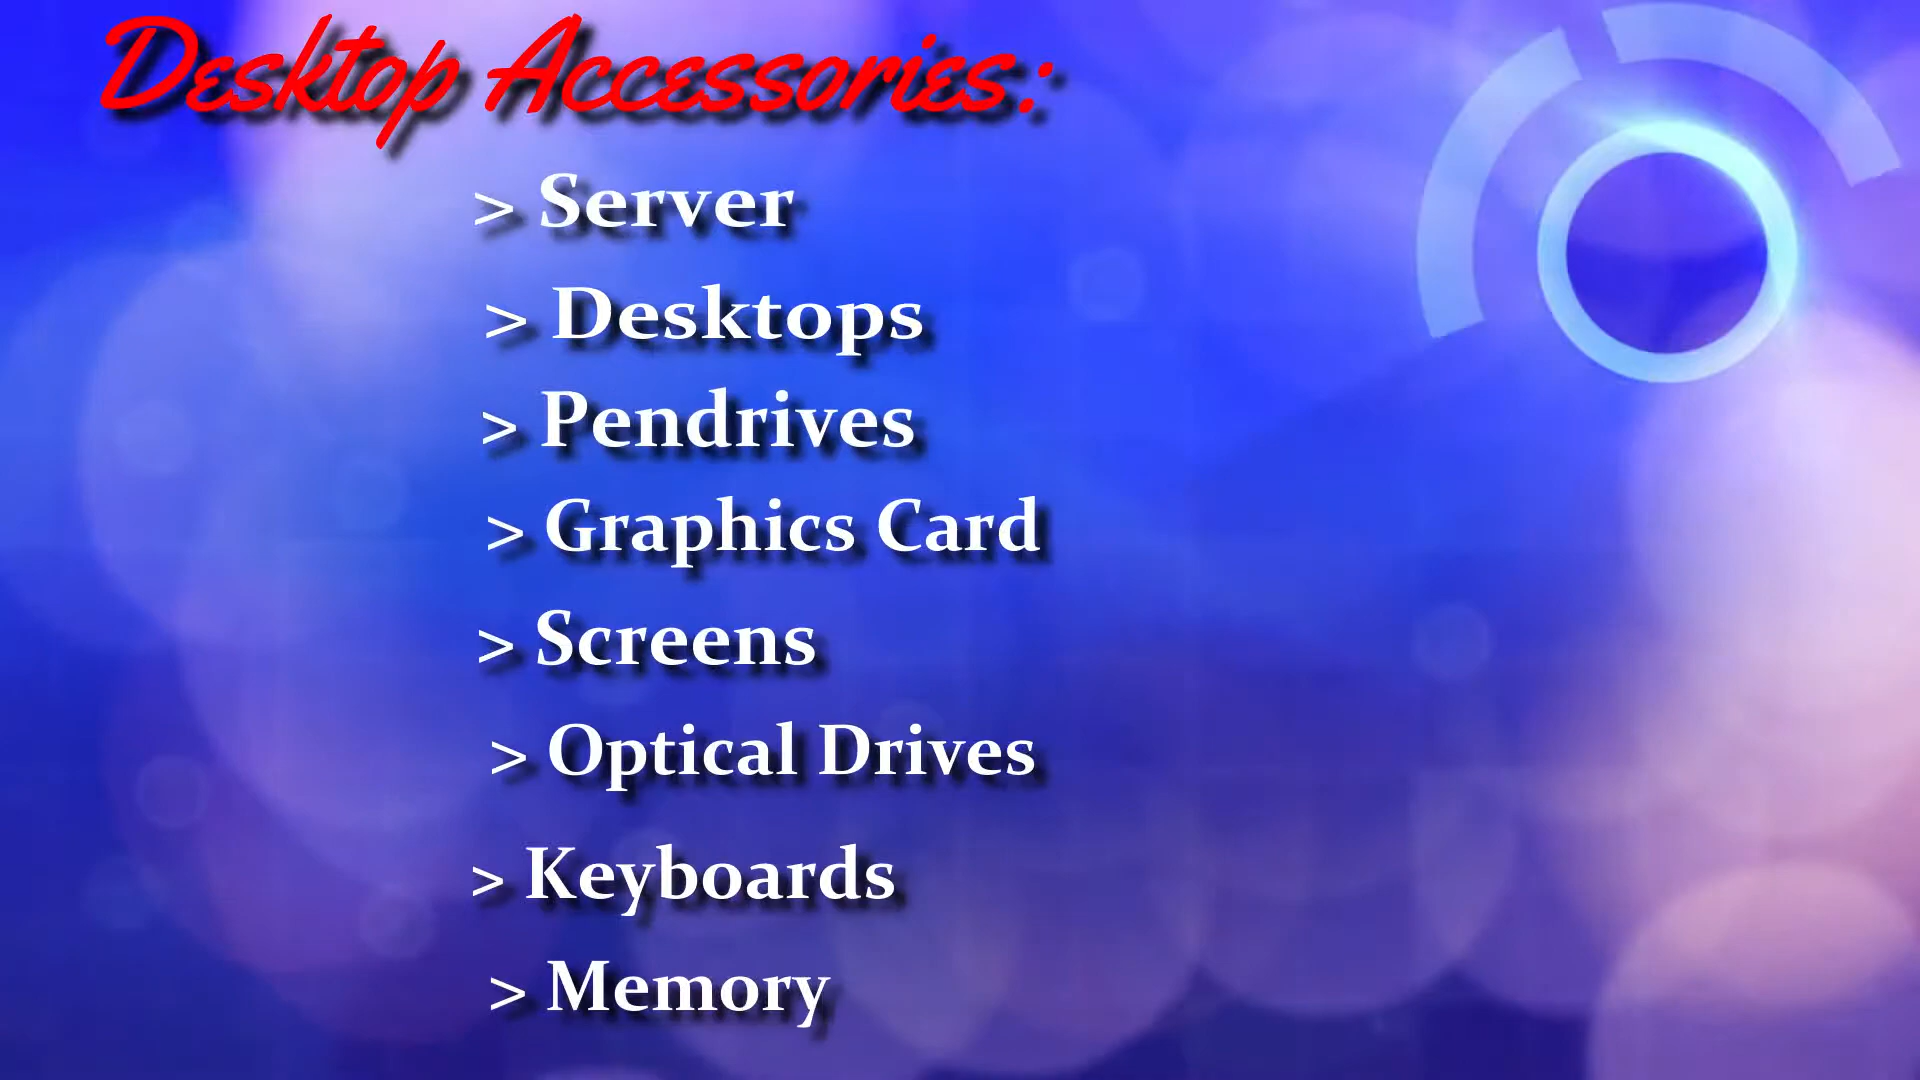 Desktop Accessories:
> Server
> Desktops
> Pendrives
> Graphics Card
> Screens
> Optical Drives
> Keyboards
> Memory